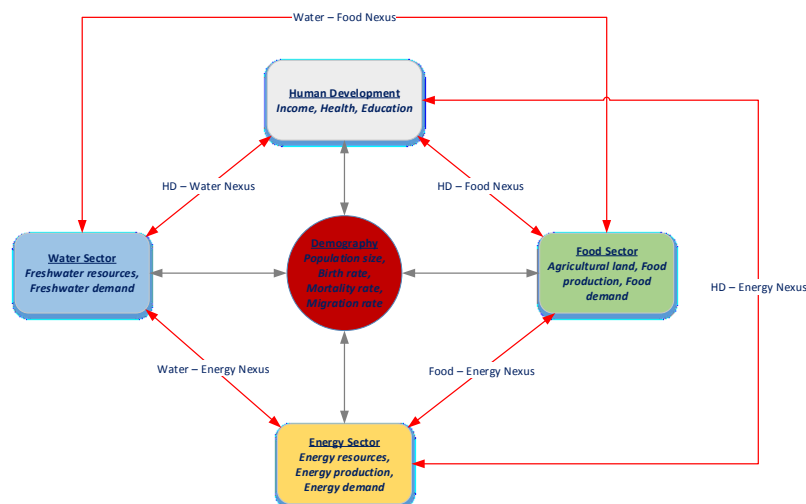 Water – Food Nexus
Human Development
Income, Health, Education
HD – Water Nexus
HD – Food Nexus
Water Sector
Freshwater resources,
Freshwater demand
Demography
Population size,
Birth rate,
Mortality rate,
Migration rate
Food Sector
Agricultural land, Food
production, Food
demand
HD – Energy Nexus
Water – Energy Nexus
Food – Energy Nexus
Energy Sector
Energy resources,
Energy production,
Energy demand